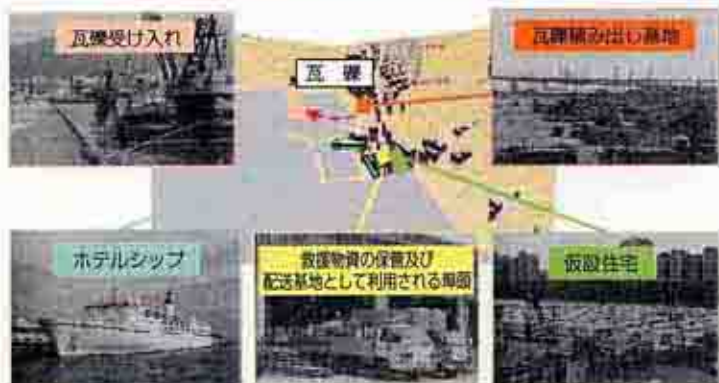 瓦礫受け入れ
瓦礫
瓦礫積み出し基地
ホテルシップ
救援物資の保管及び
配送基地として利用される埠頭
仮設住宅